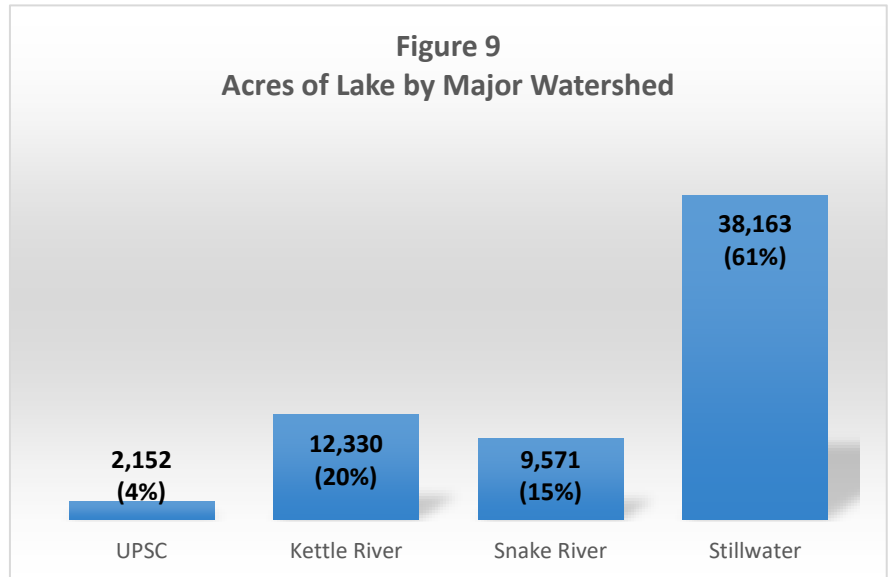 Figure 9
Acres of Lake by Major Watershed
2,152
(4%)
12,330
(20%)
9,571
(15%)
38,163
(61%)
UPSC
Kettle River
Snake River
Stillwater